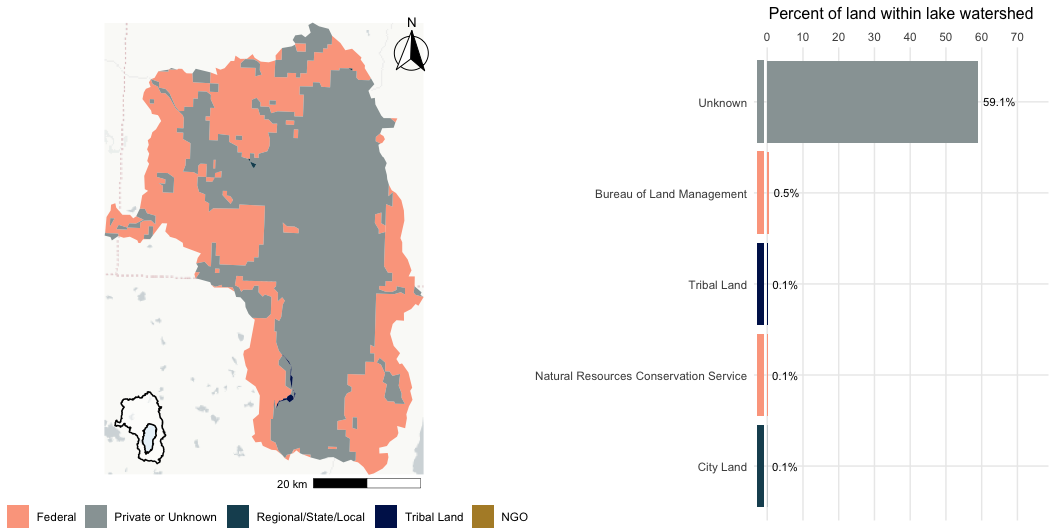 Percent of land within lake watershed
N
0 10 20 30 40 50 60 70
Unknown
59.1%
Bureau of Land Management
0.5%
Tribal Land
0.1%
Natural Resources Conservation Service
0.1%
City Land
0.1%
20 km
Federal Private or Unknown Regional/State/Local Tribal Land NGO